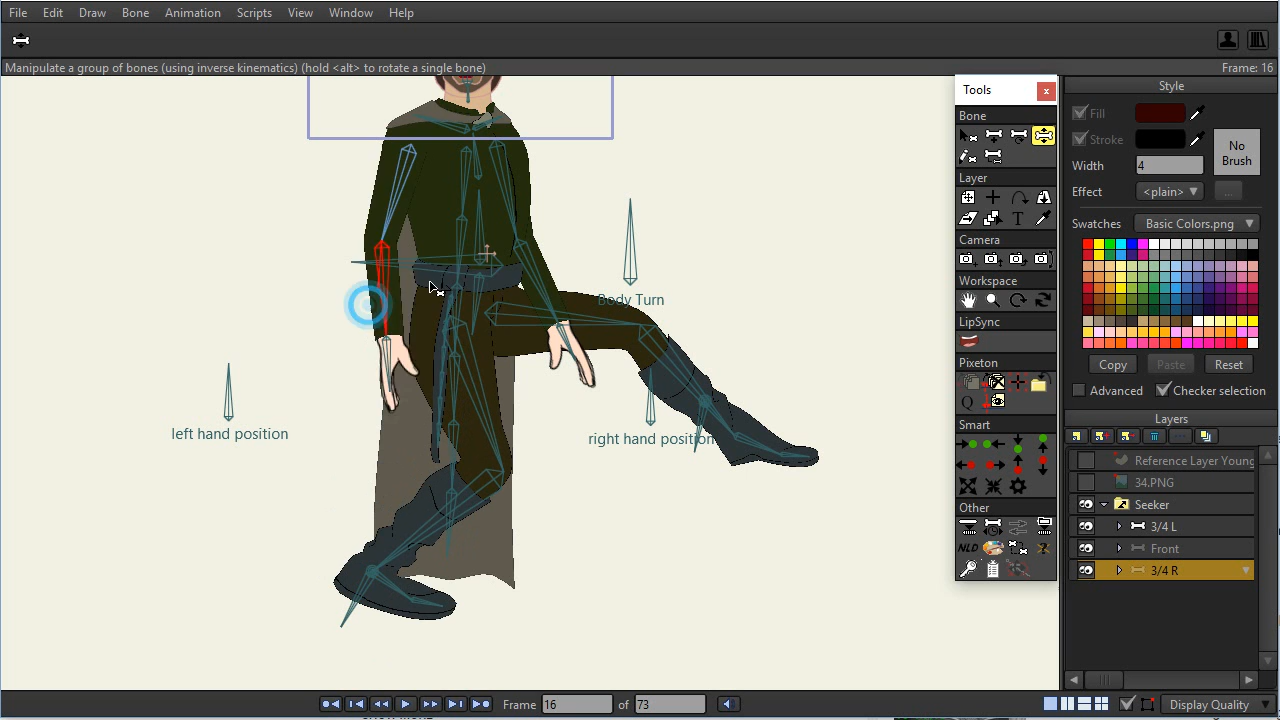 File Edit Draw Bone Animation Scripts View Window Help
Manipulate a group of bones (using inverse kinematics) (hold <alt> to rotate a single bone) Frame: 16
Tools x
Bone
Layer
T
Camera
Workspace
LipSync
Pixeton
Q
Smart
Other
NLD
Style
Fill
Stroke
No
Brush
Width 4
Effect <plain> ...
Swatches Basic Colors.png
Copy Paste Reset
Advanced Checker selection
Layers
Reference Layer Young
34.PNG
Seeker
3/4 L
Front
3/4 R
Body Turn
left hand position
right hand position
Frame 16 of 73 Display Quality